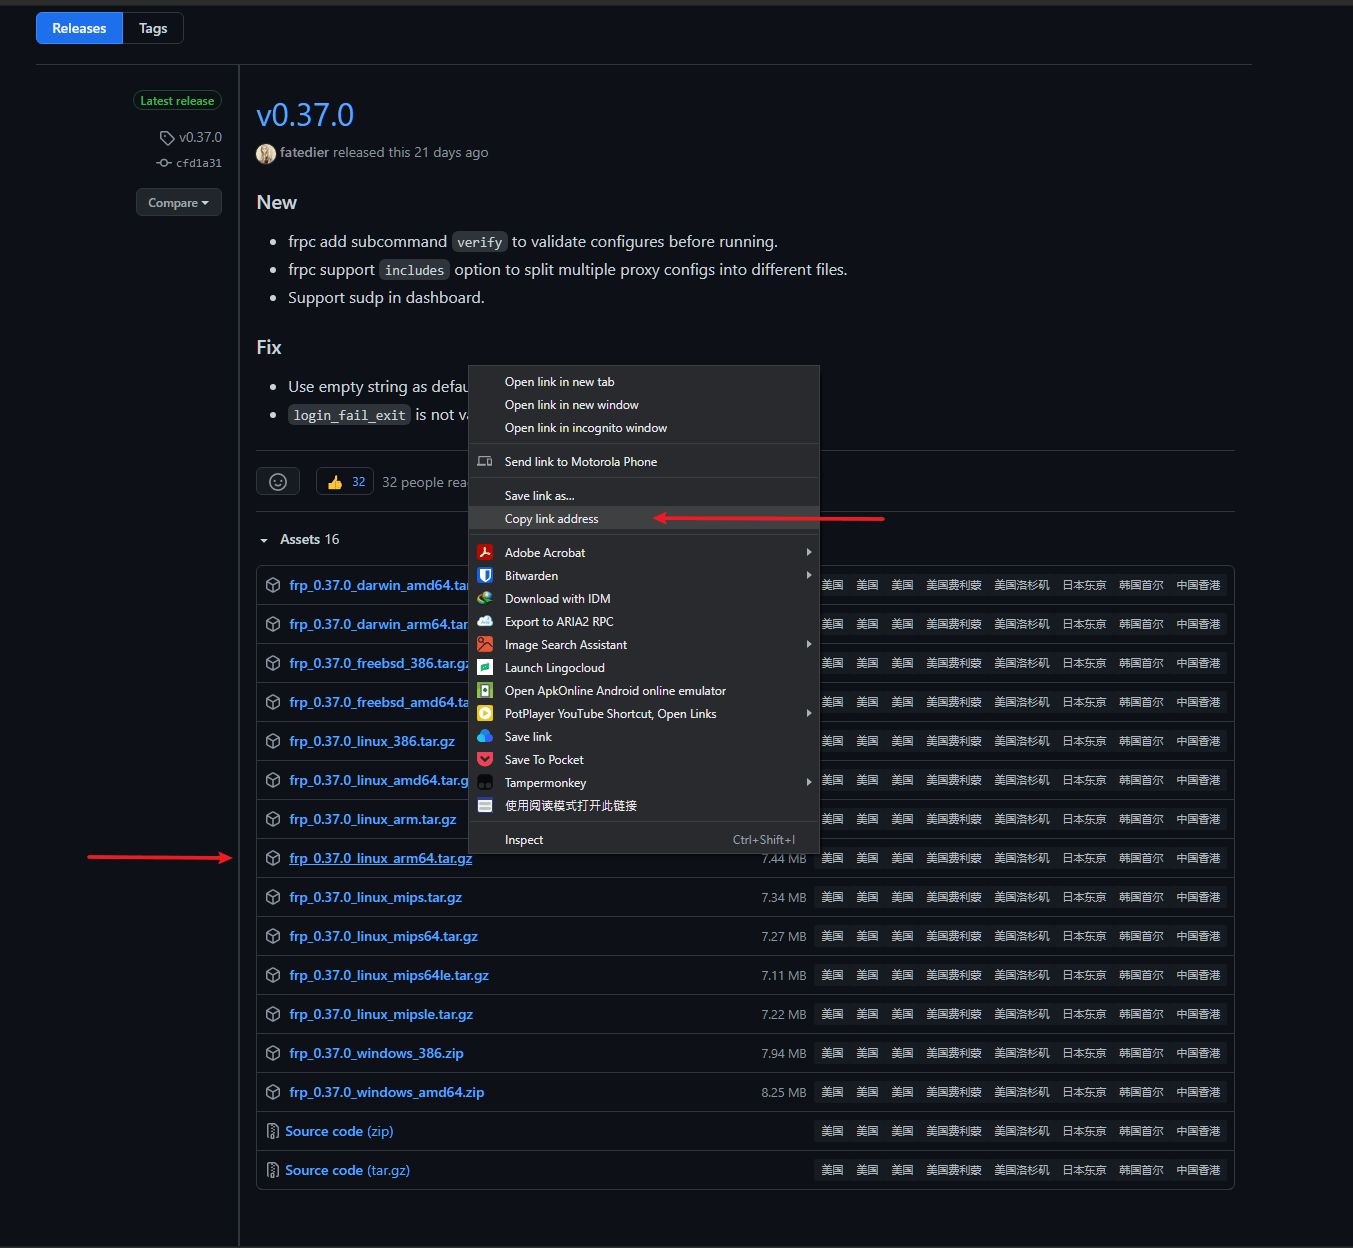 Releases Tags
Latest release
v0.37.0
cfd1a31
Compare
v0.37.0
fatedier released this 21 days ago
New
frpc add subcommand verify to validate configures before running.
frpc support includes option to split multiple proxy configs into different files.
Support sudp in dashboard.
Fix
Use empty string as defau
login_fail_exit is not va
32 32 people rea
Open link in new tab
Open link in new window
Open link in incognito window
Send link to Motorola Phone
Save link as...
Copy link address
Adobe Acrobat
Bitwarden
Download with IDM
Export to ARIA2 RPC
Image Search Assistant
Launch Lingocloud
Open ApkOnline Android online emulator
PotPlayer YouTube Shortcut, Open Links
Save link
Save To Pocket
Tampermonkey
使用阅读模式打开此链接
Inspect Ctrl+Shift+I
Assets 16
frp_0.37.0_darwin_amd64.tar 美国 美国 美国 美国费利蒙 美国洛杉矶 日本东京 韩国首尔 中国香港
frp_0.37.0_darwin_arm64.tar 美国 美国 美国 美国费利蒙 美国洛杉矶 日本东京 韩国首尔 中国香港
frp_0.37.0_freebsd_386.tar.gz 美国 美国 美国 美国费利蒙 美国洛杉矶 日本东京 韩国首尔 中国香港
frp_0.37.0_freebsd_amd64.ta 美国 美国 美国 美国费利蒙 美国洛杉矶 日本东京 韩国首尔 中国香港
frp_0.37.0_linux_386.tar.gz 美国 美国 美国 美国费利蒙 美国洛杉矶 日本东京 韩国首尔 中国香港
frp_0.37.0_linux_amd64.tar.g 美国 美国 美国 美国费利蒙 美国洛杉矶 日本东京 韩国首尔 中国香港
frp_0.37.0_linux_arm.tar.gz 美国 美国 美国 美国费利蒙 美国洛杉矶 日本东京 韩国首尔 中国香港
frp_0.37.0_linux_arm64.tar.gz 7.44 MB 美国 美国 美国 美国费利蒙 美国洛杉矶 日本东京 韩国首尔 中国香港
frp_0.37.0_linux_mips.tar.gz 7.34 MB 美国 美国 美国 美国费利蒙 美国洛杉矶 日本东京 韩国首尔 中国香港
frp_0.37.0_linux_mips64.tar.gz 7.27 MB 美国 美国 美国 美国费利蒙 美国洛杉矶 日本东京 韩国首尔 中国香港
frp_0.37.0_linux_mips64le.tar.gz 7.11 MB 美国 美国 美国 美国费利蒙 美国洛杉矶 日本东京 韩国首尔 中国香港
frp_0.37.0_linux_mipsle.tar.gz 7.22 MB 美国 美国 美国 美国费利蒙 美国洛杉矶 日本东京 韩国首尔 中国香港
frp_0.37.0_windows_386.zip 7.94 MB 美国 美国 美国 美国费利蒙 美国洛杉矶 日本东京 韩国首尔 中国香港
frp_0.37.0_windows_amd64.zip 8.25 MB 美国 美国 美国 美国费利蒙 美国洛杉矶 日本东京 韩国首尔 中国香港
Source code (zip) 美国 美国 美国 美国费利蒙 美国洛杉矶 日本东京 韩国首尔 中国香港
Source code (tar.gz) 美国 美国 美国 美国费利蒙 美国洛杉矶 日本东京 韩国首尔 中国香港